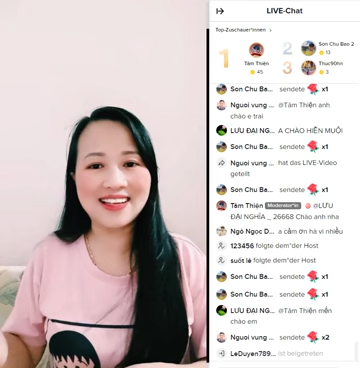 LIVE-Chat
Top-Zuschauer*innen >
1
Tâm Thiện
45
2
Son Chu Bao 2
13
3
Thuc90hn
3
Son Chu Ba... sendete x1
Nguoi vung ... @Tâm Thiện anh
chào e trai
LƯU ĐẠI NG... A CHÀO HIỀN MUỘI
Son Chu Ba... sendete x1
Nguoi vung ... hat das LIVE-Video
geteilt
Son Chu Ba... sendete x1
Tâm Thiện Moderator*in @LƯU
ĐẠI NGHĨA _ 26668 Chào anh nha
Ngô Ngọc D... a cảm ơn hà vi nhiều
123456 folgte dem*der Host
suốt lê folgte dem*der Host
Son Chu Ba... sendete x1
Son Chu Ba... sendete x1
LƯU ĐẠI NG... @Tâm Thiện mến
chào em
Nguoi vung ... sendete x2
LeDuyen789... ist beigetreten